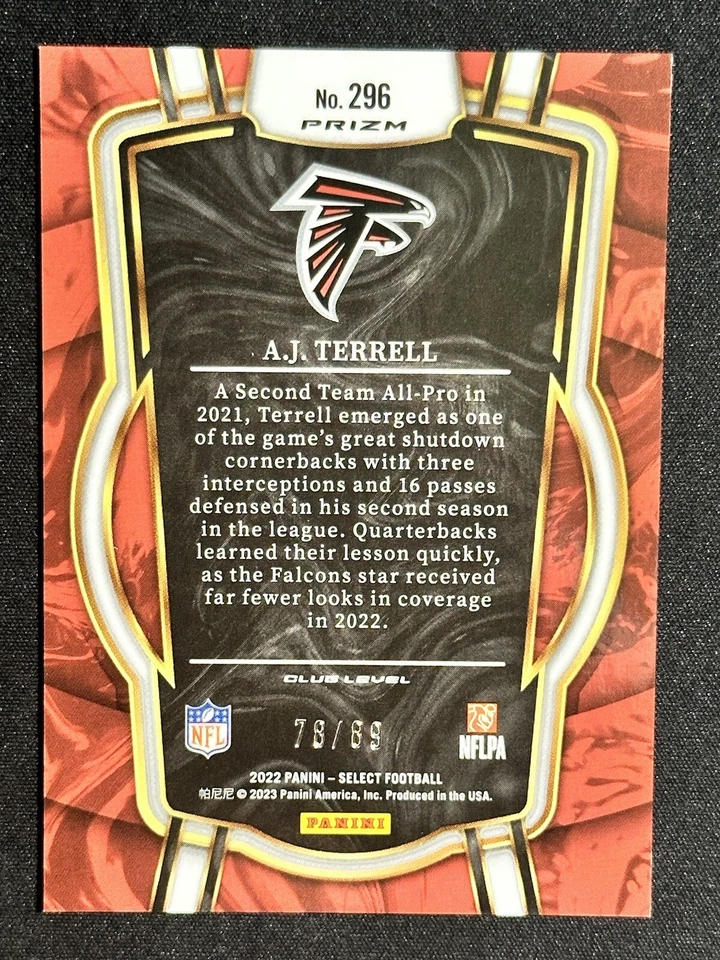 No. 296
PRIZM
A.J. TERRELL
A Second Team All-Pro in
2021, Terrell emerged as one
of the game's great shutdown
cornerbacks with three
interceptions and 16 passes
defensed in his second season
in the league. Quarterbacks
learned their lesson quickly,
as the Falcons star received
far fewer looks in coverage
in 2022.
CLUB LEVEL
NFL
78/89
NFLPA
2022 PANINI – SELECT FOOTBALL
帕尼尼 © 2023 Panini America, Inc. Produced in the USA.
PANINI